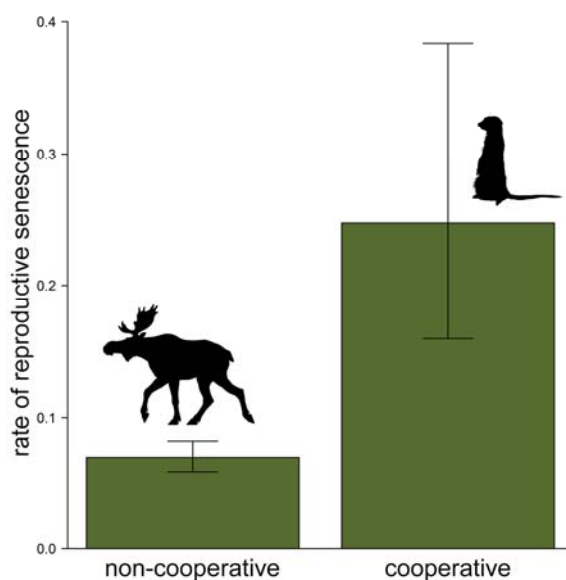 0.4
0.3
0.2
0.1
0.0
rate of reproductive senescence
non-cooperative
cooperative